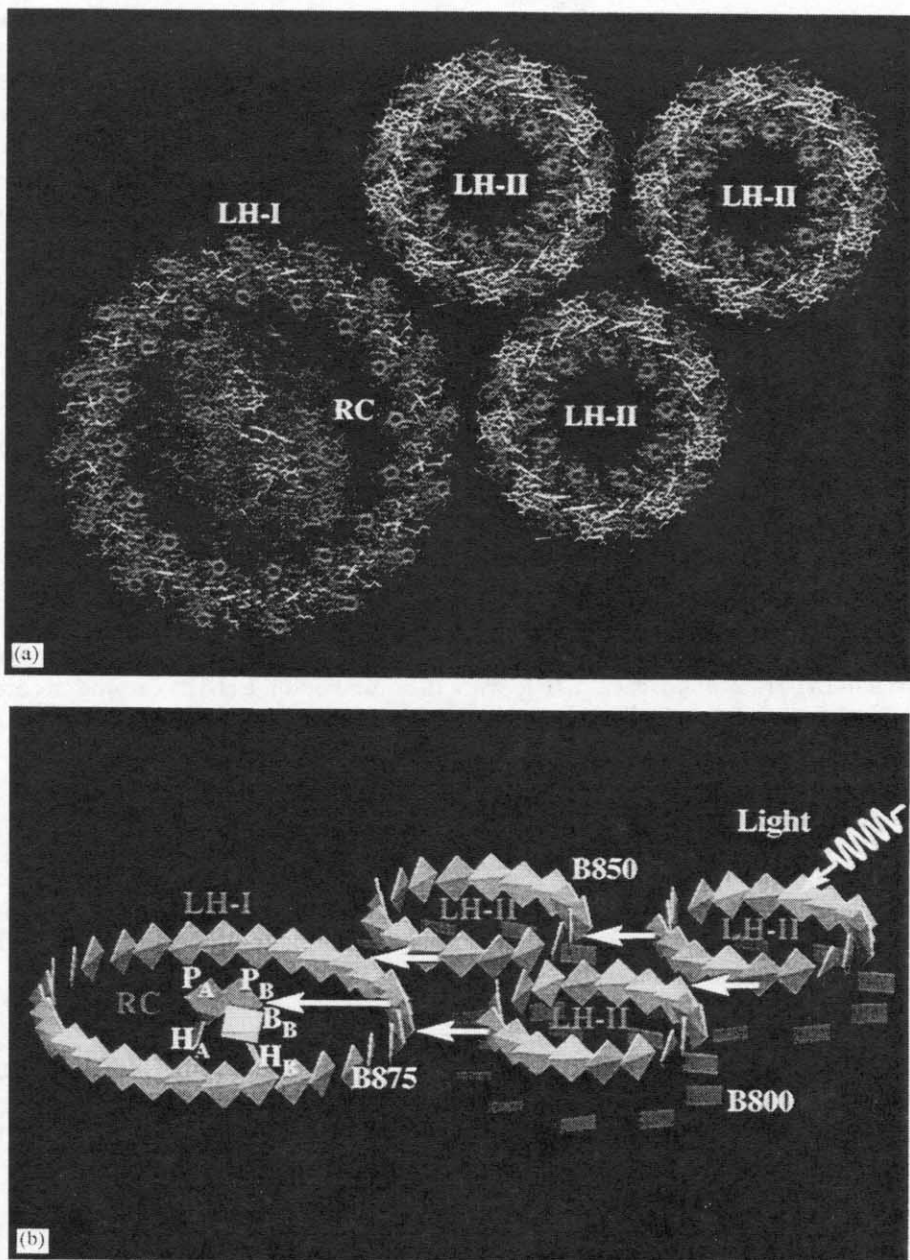 LH-II
LH-II
LH-I
RC
LH-II
(a)
Light
B850
LH-I
LH-II
LH-II
P_A P_B
RC
B_B
LH-II
H_A
H_B
B875
B800
(b)